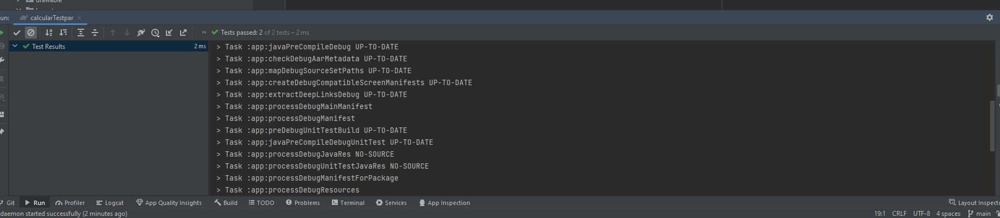 drawable
un:
calcularTestpar
Tests passed: 2 of 2 tests – 2 ms
Test Results
2 ms
> Task :app:javaPreCompileDebug UP-TO-DATE
> Task :app:checkDebugAarMetadata UP-TO-DATE
> Task :app:mapDebugSourceSetPaths UP-TO-DATE
> Task :app:createDebugCompatibleScreenManifests UP-TO-DATE
> Task :app:extractDeepLinksDebug UP-TO-DATE
> Task :app:processDebugMainManifest
> Task :app:processDebugManifest
> Task :app:preDebugUnitTestBuild UP-TO-DATE
> Task :app:javaPreCompileDebugUnitTest UP-TO-DATE
> Task :app:processDebugJavaRes NO-SOURCE
> Task :app:processDebugUnitTestJavaRes NO-SOURCE
> Task :app:processDebugManifestForPackage
> Task :app:processDebugResources
Git Run Profiler Logcat App Quality Insights Build TODO Problems Terminal Services App Inspection Layout Inspecto
daemon started successfully (2 minutes ago)
19:1 CRLF UTF-8 4 spaces main